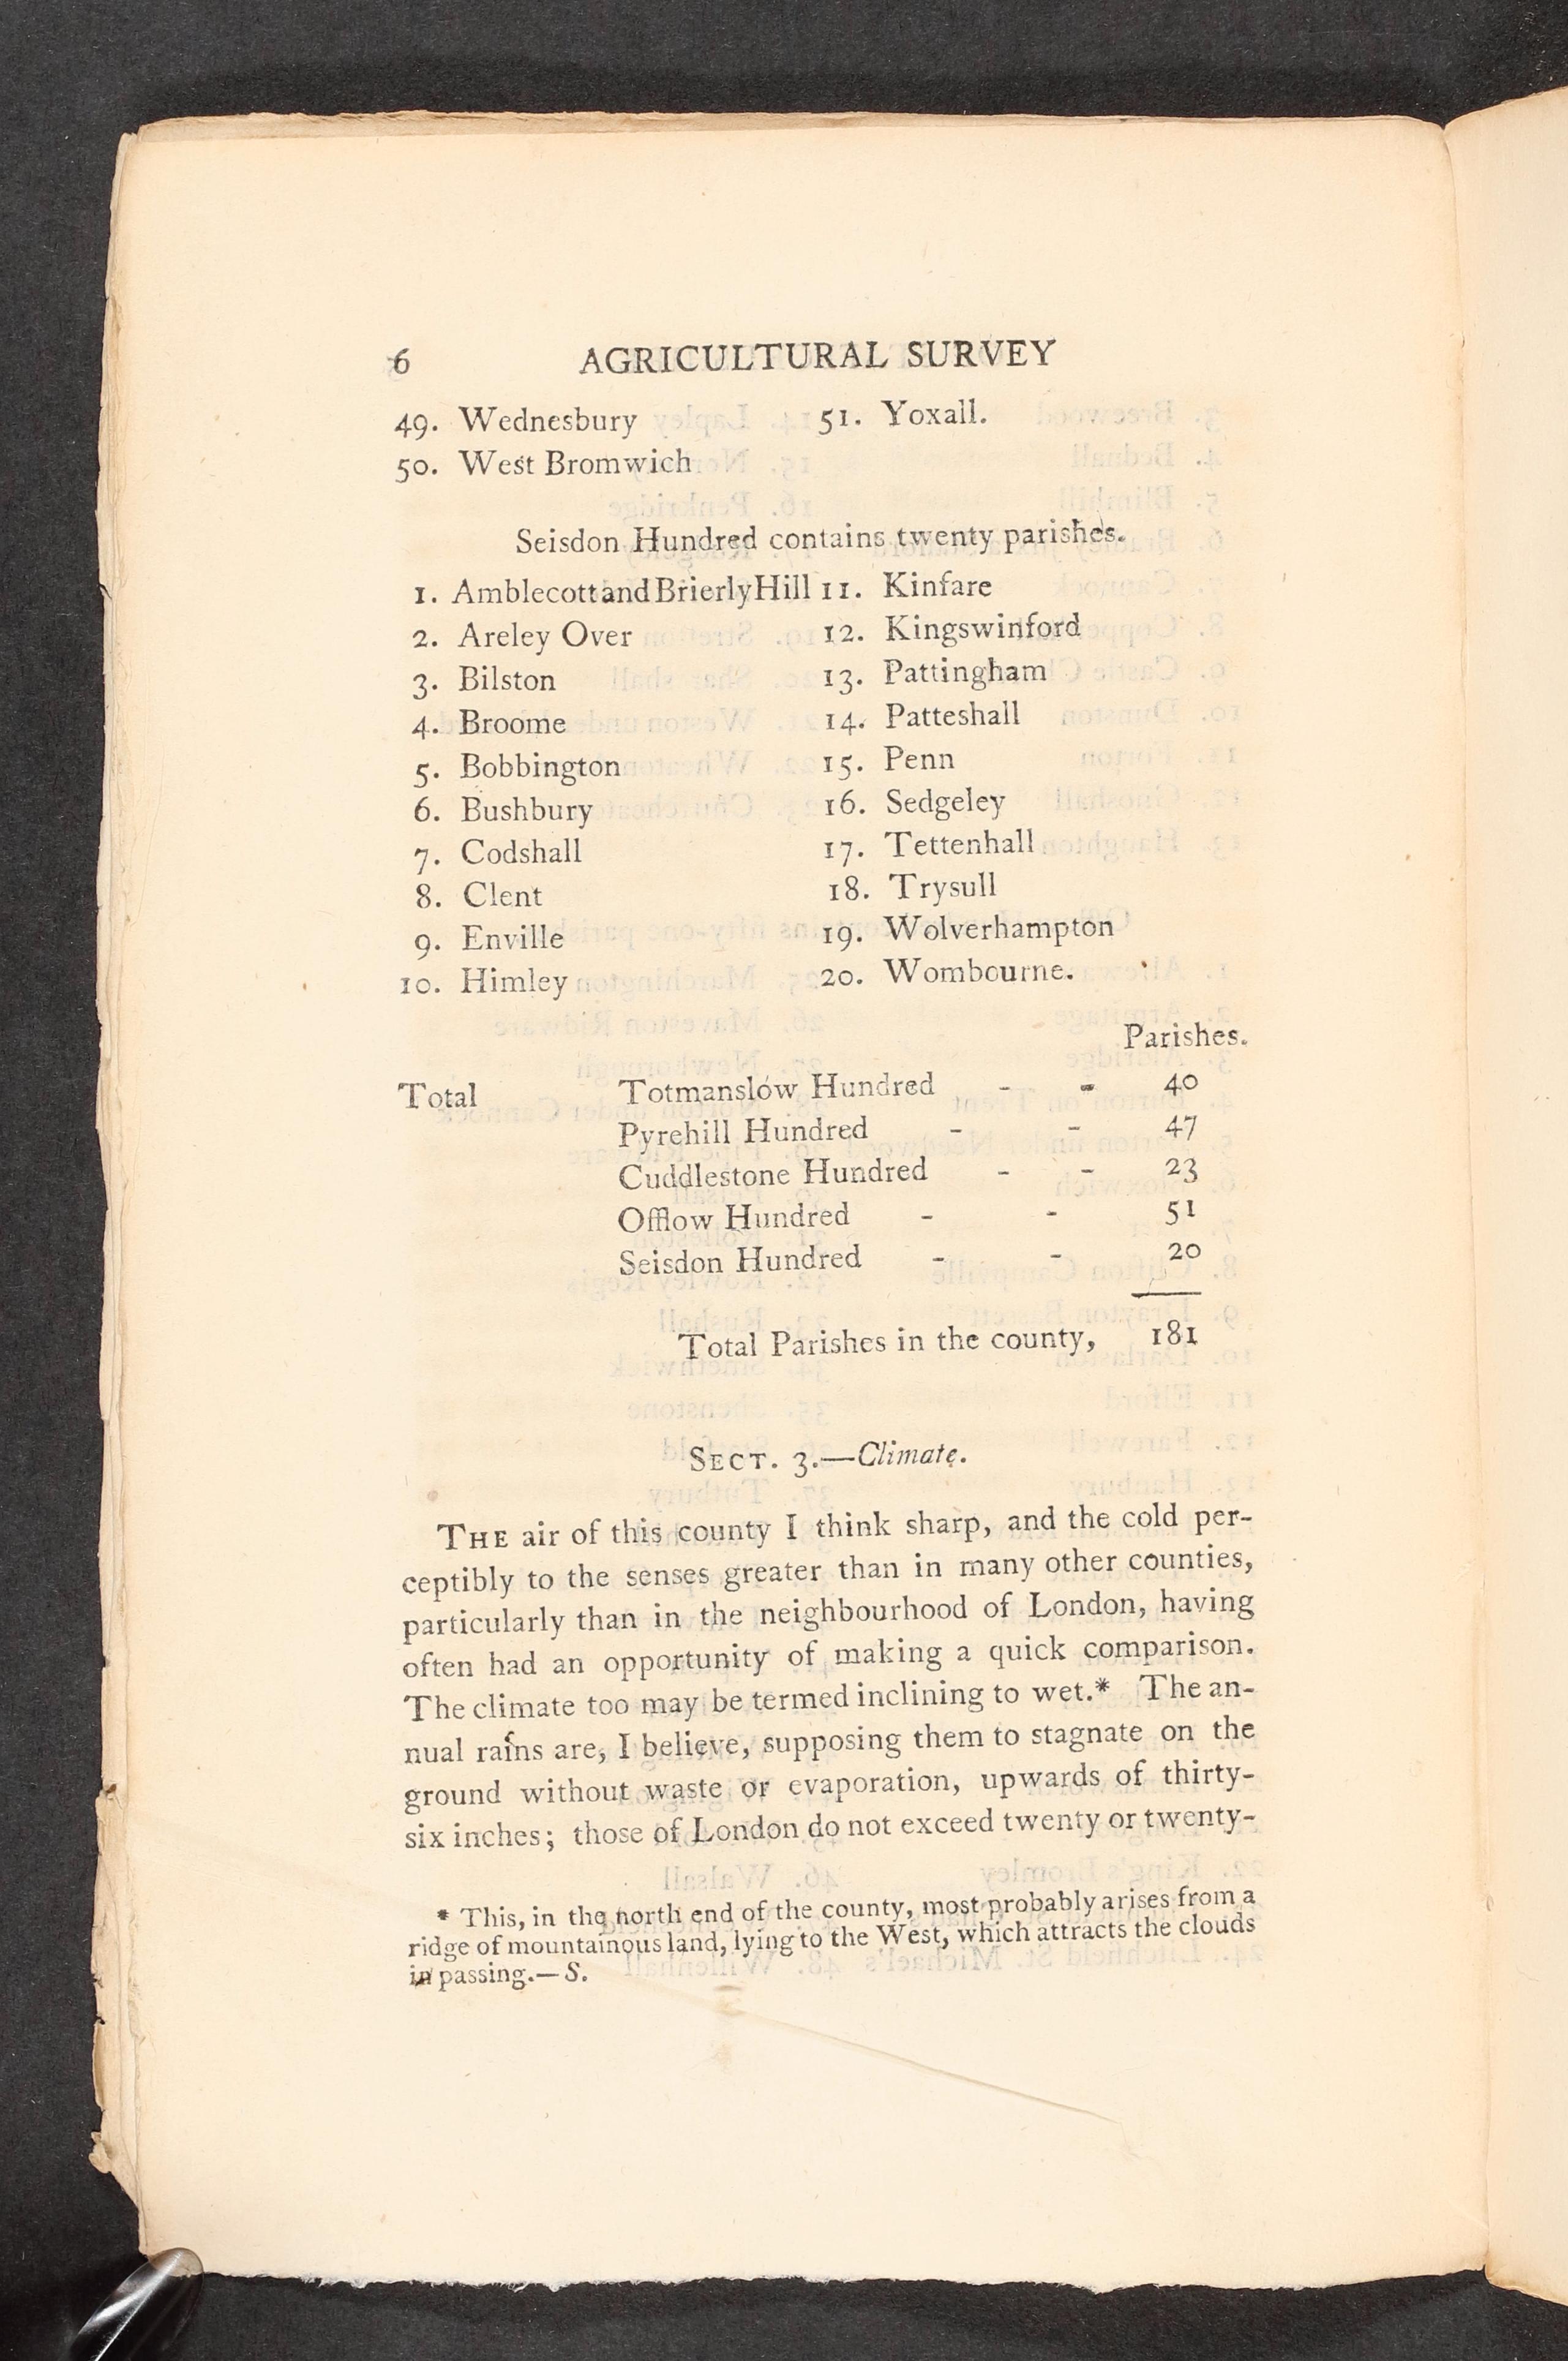 6 AGRICULTURAL SURVEY
49. Wednesbury 51. Yoxall.
50. West Bromwich
Seisdon Hundred contains twenty parishes.
1. Amblecott and Brierly Hill 11. Kinfare
2. Areley Over 12. Kingswinford
3. Bilston 13. Pattingham
4. Broome 14. Patteshall
5. Bobbington 15. Penn
6. Bushbury 16. Sedgeley
7. Codshall 17. Tettenhall
8. Clent 18. Trysull
9. Enville 19. Wolverhampton
10. Himley 20. Wombourne.
Parishes.
Total Totmanslow Hundred - - 40
Pyrehill Hundred - - 47
Cuddlestone Hundred - - 23
Offlow Hundred - - 51
Seisdon Hundred - - 20
Total Parishes in the county, 181
SECT. 3.—Climate.
THE air of this county I think sharp, and the cold per-
ceptibly to the senses greater than in many other counties,
particularly than in the neighbourhood of London, having
often had an opportunity of making a quick comparison.
The climate too may be termed inclining to wet.* The an-
nual rains are, I believe, supposing them to stagnate on the
ground without waste or evaporation, upwards of thirty-
six inches; those of London do not exceed twenty or twenty-
* This, in the north end of the county, most probably arises from a
ridge of mountainous land, lying to the West, which attracts the clouds
in passing.—S.